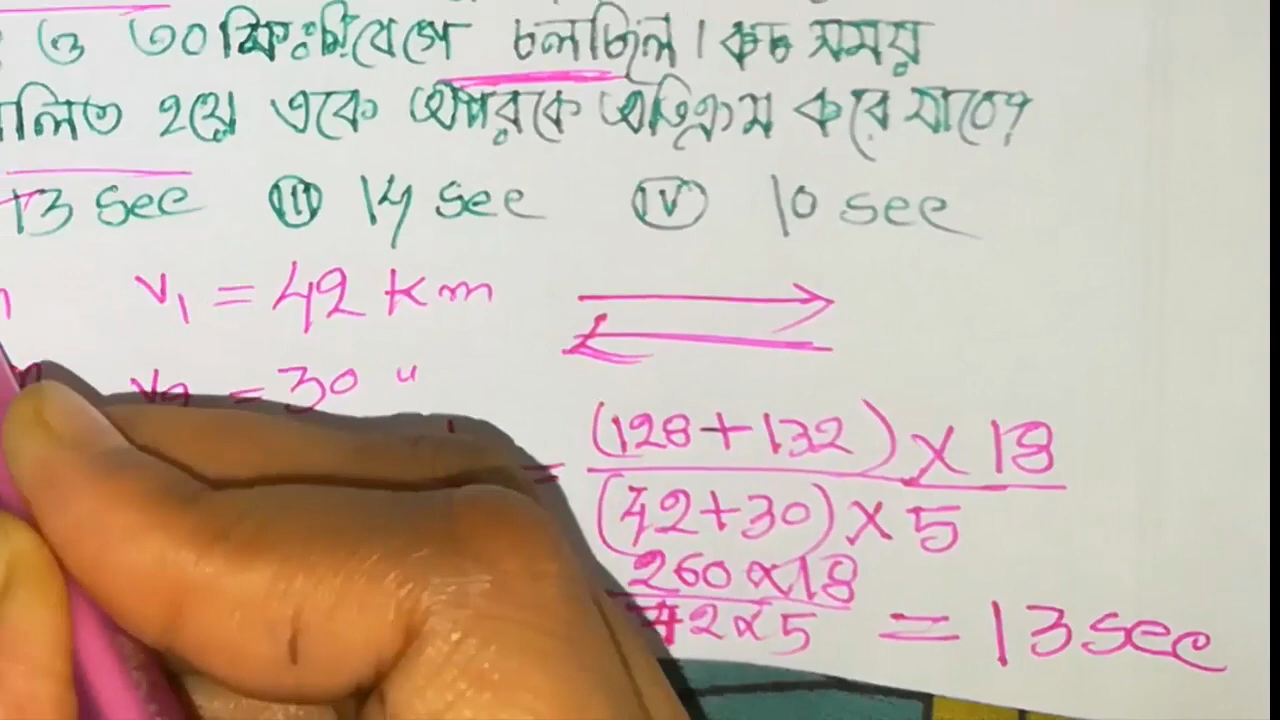 ও ৩০ কি:মি বেগে চলছিল। কত সময়
হয়ে একে অপরকে অতিক্রম করে যাবে?
13 sec (III) 14 sec (IV) 10 sec
V1 = 42 Km
V2 = 30 "
= (128+132) × 18
(42+30) × 5
260 × 18
72 × 5 = 13 sec